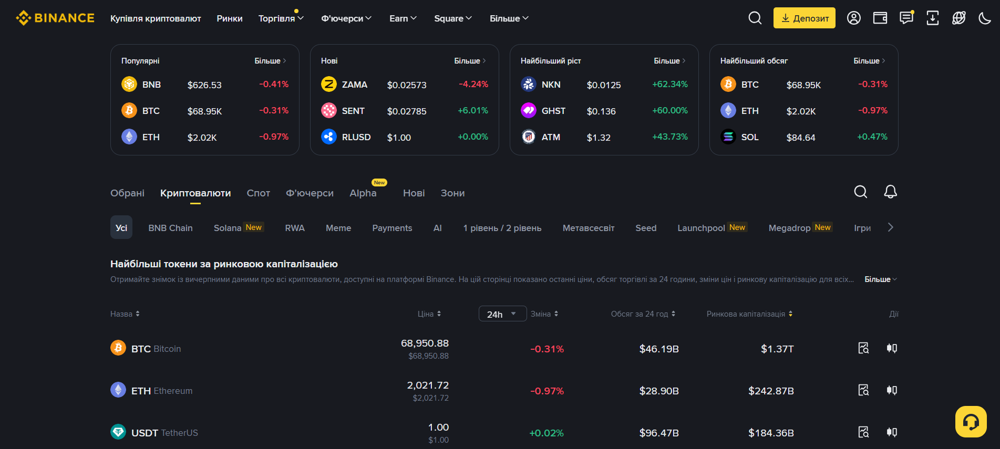 BINANCE Купівля криптовалют Ринки Торгівля Ф'ючерси Earn Square Більше Депозит
Популярні Більше
BNB $626.53 -0.41%
BTC $68.95K -0.31%
ETH $2.02K -0.97%
Нові Більше
ZAMA $0.02573 -4.24%
SENT $0.02785 +6.01%
RLUSD $1.00 +0.00%
Найбільший ріст Більше
NKN $0.0125 +62.34%
GHST $0.136 +60.00%
ATM $1.32 +43.73%
Найбільший обсяг Більше
BTC $68.95K -0.31%
ETH $2.02K -0.97%
SOL $84.64 +0.47%
Обрані Криптовалюти Спот Ф'ючерси Alpha New Нові Зони
Усі BNB Chain Solana New RWA Meme Payments AI 1 рівень / 2 рівень Метавсесвіт Seed Launchpool New Megadrop New Ігри
Найбільші токени за ринковою капіталізацією
Отримайте знімок із вичерпними даними про всі криптовалюти, доступні на платформі Binance. На цій сторінці показано останні ціни, обсяг торгівлі за 24 години, зміни цін і ринкову капіталізацію для всіх... Більше
Назва Ціна 24h Зміна Обсяг за 24 год Ринкова капіталізація Дії
BTC Bitcoin 68,950.88 -0.31% $46.19B $1.37T
$68,950.88
ETH Ethereum 2,021.72 -0.97% $28.90B $242.87B
$2,021.72
USDT TetherUS 1.00 +0.02% $96.47B $184.36B
$1.00